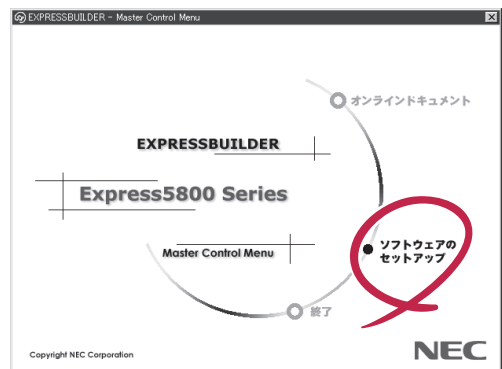 EXPRESSBUILDER - Master Control Menu
オンラインドキュメント
EXPRESSBUILDER
Express5800 Series
Master Control Menu
ソフトウェアの
セットアップ
終了
Copyright NEC Corporation
NEC